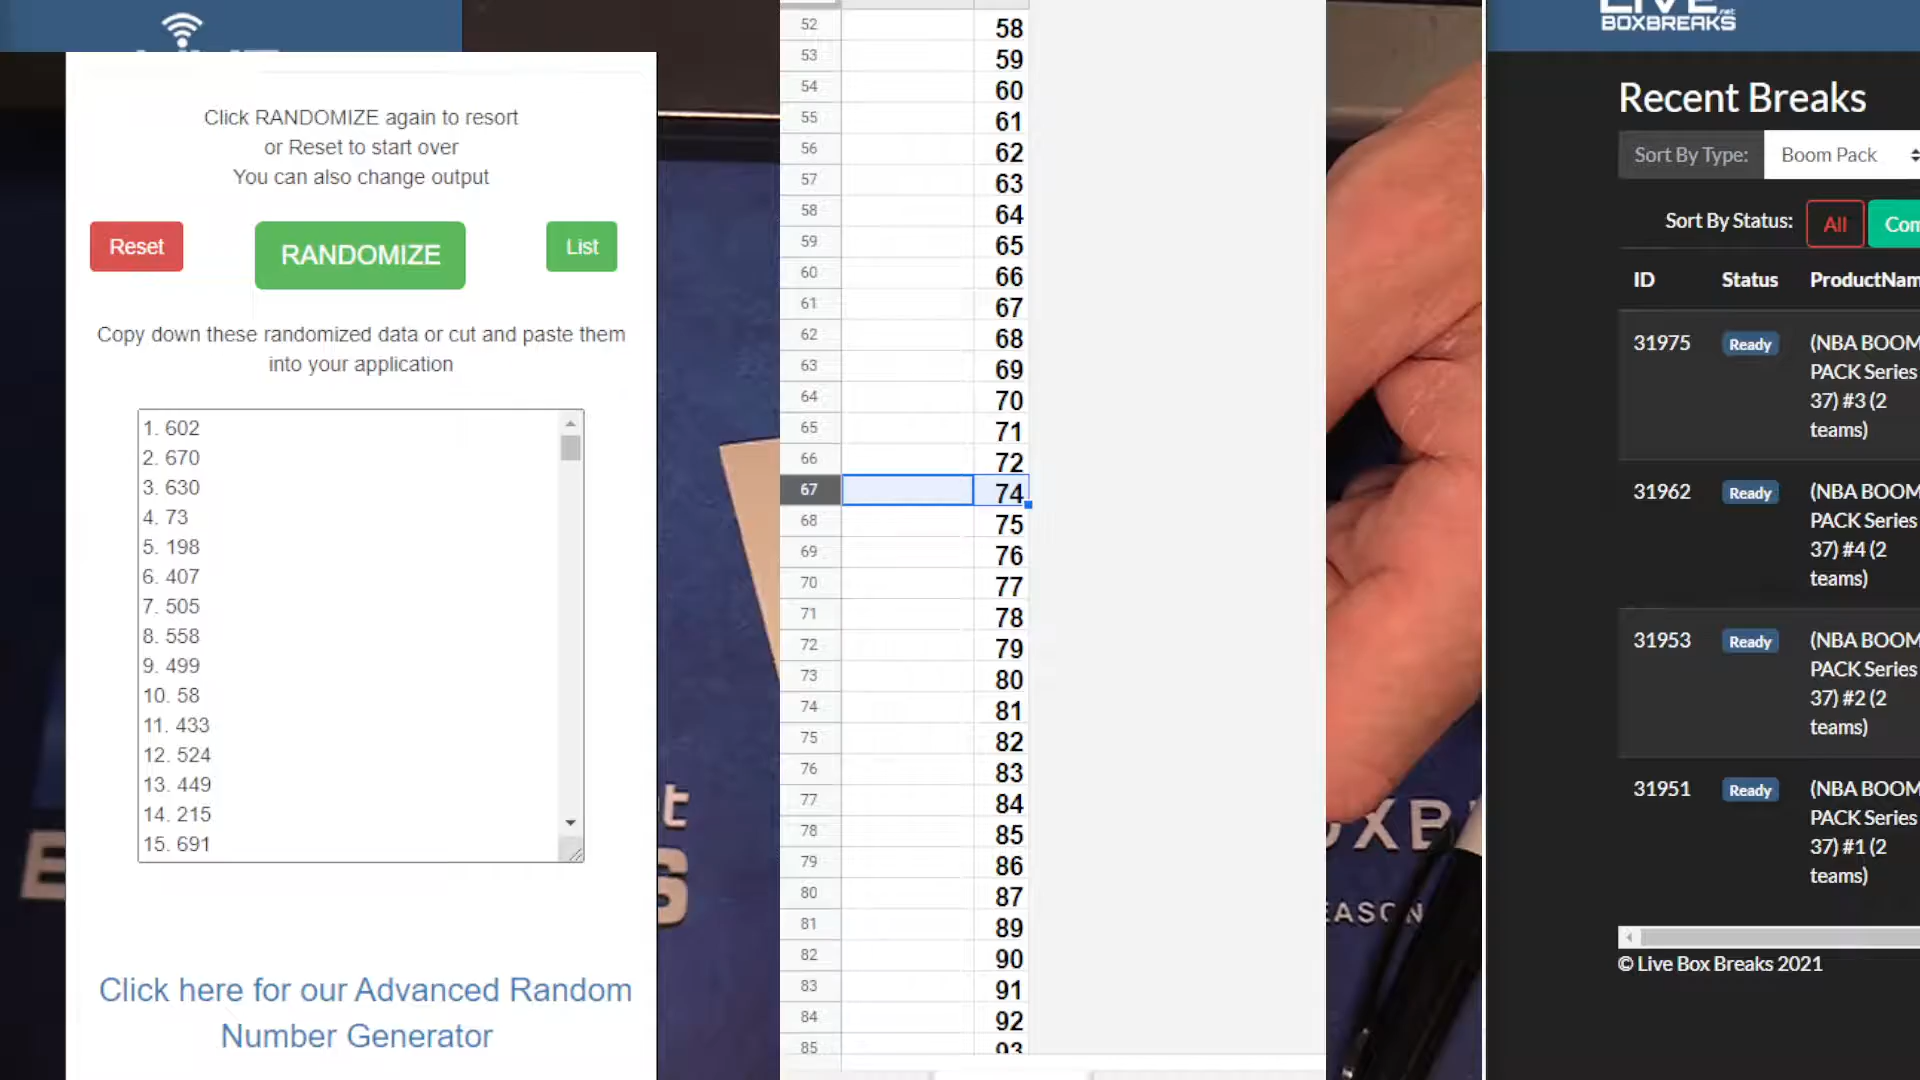 Click RANDOMIZE again to resort
or Reset to start over
You can also change output
Reset
RANDOMIZE
List
Copy down these randomized data or cut and paste them
into your application
1. 602
2. 670
3. 630
4. 73
5. 198
6. 407
7. 505
8. 558
9. 499
10. 58
11. 433
12. 524
13. 449
14. 215
15. 691
Click here for our Advanced Random
Number Generator
52 58
53 59
54 60
55 61
56 62
57 63
58 64
59 65
60 66
61 67
62 68
63 69
64 70
65 71
66 72
67 74
68 75
69 76
70 77
71 78
72 79
73 80
74 81
75 82
76 83
77 84
78 85
79 86
80 87
81 89
82 90
83 91
84 92
85 93
LIVE.net
BOXBREAKS
Recent Breaks
Sort By Type: Boom Pack
Sort By Status: All Com
ID Status ProductNam
31975 Ready (NBA BOOM
PACK Series
37) #3 (2
teams)
31962 Ready (NBA BOOM
PACK Series
37) #4 (2
teams)
31953 Ready (NBA BOOM
PACK Series
37) #2 (2
teams)
31951 Ready (NBA BOOM
PACK Series
37) #1 (2
teams)
© Live Box Breaks 2021